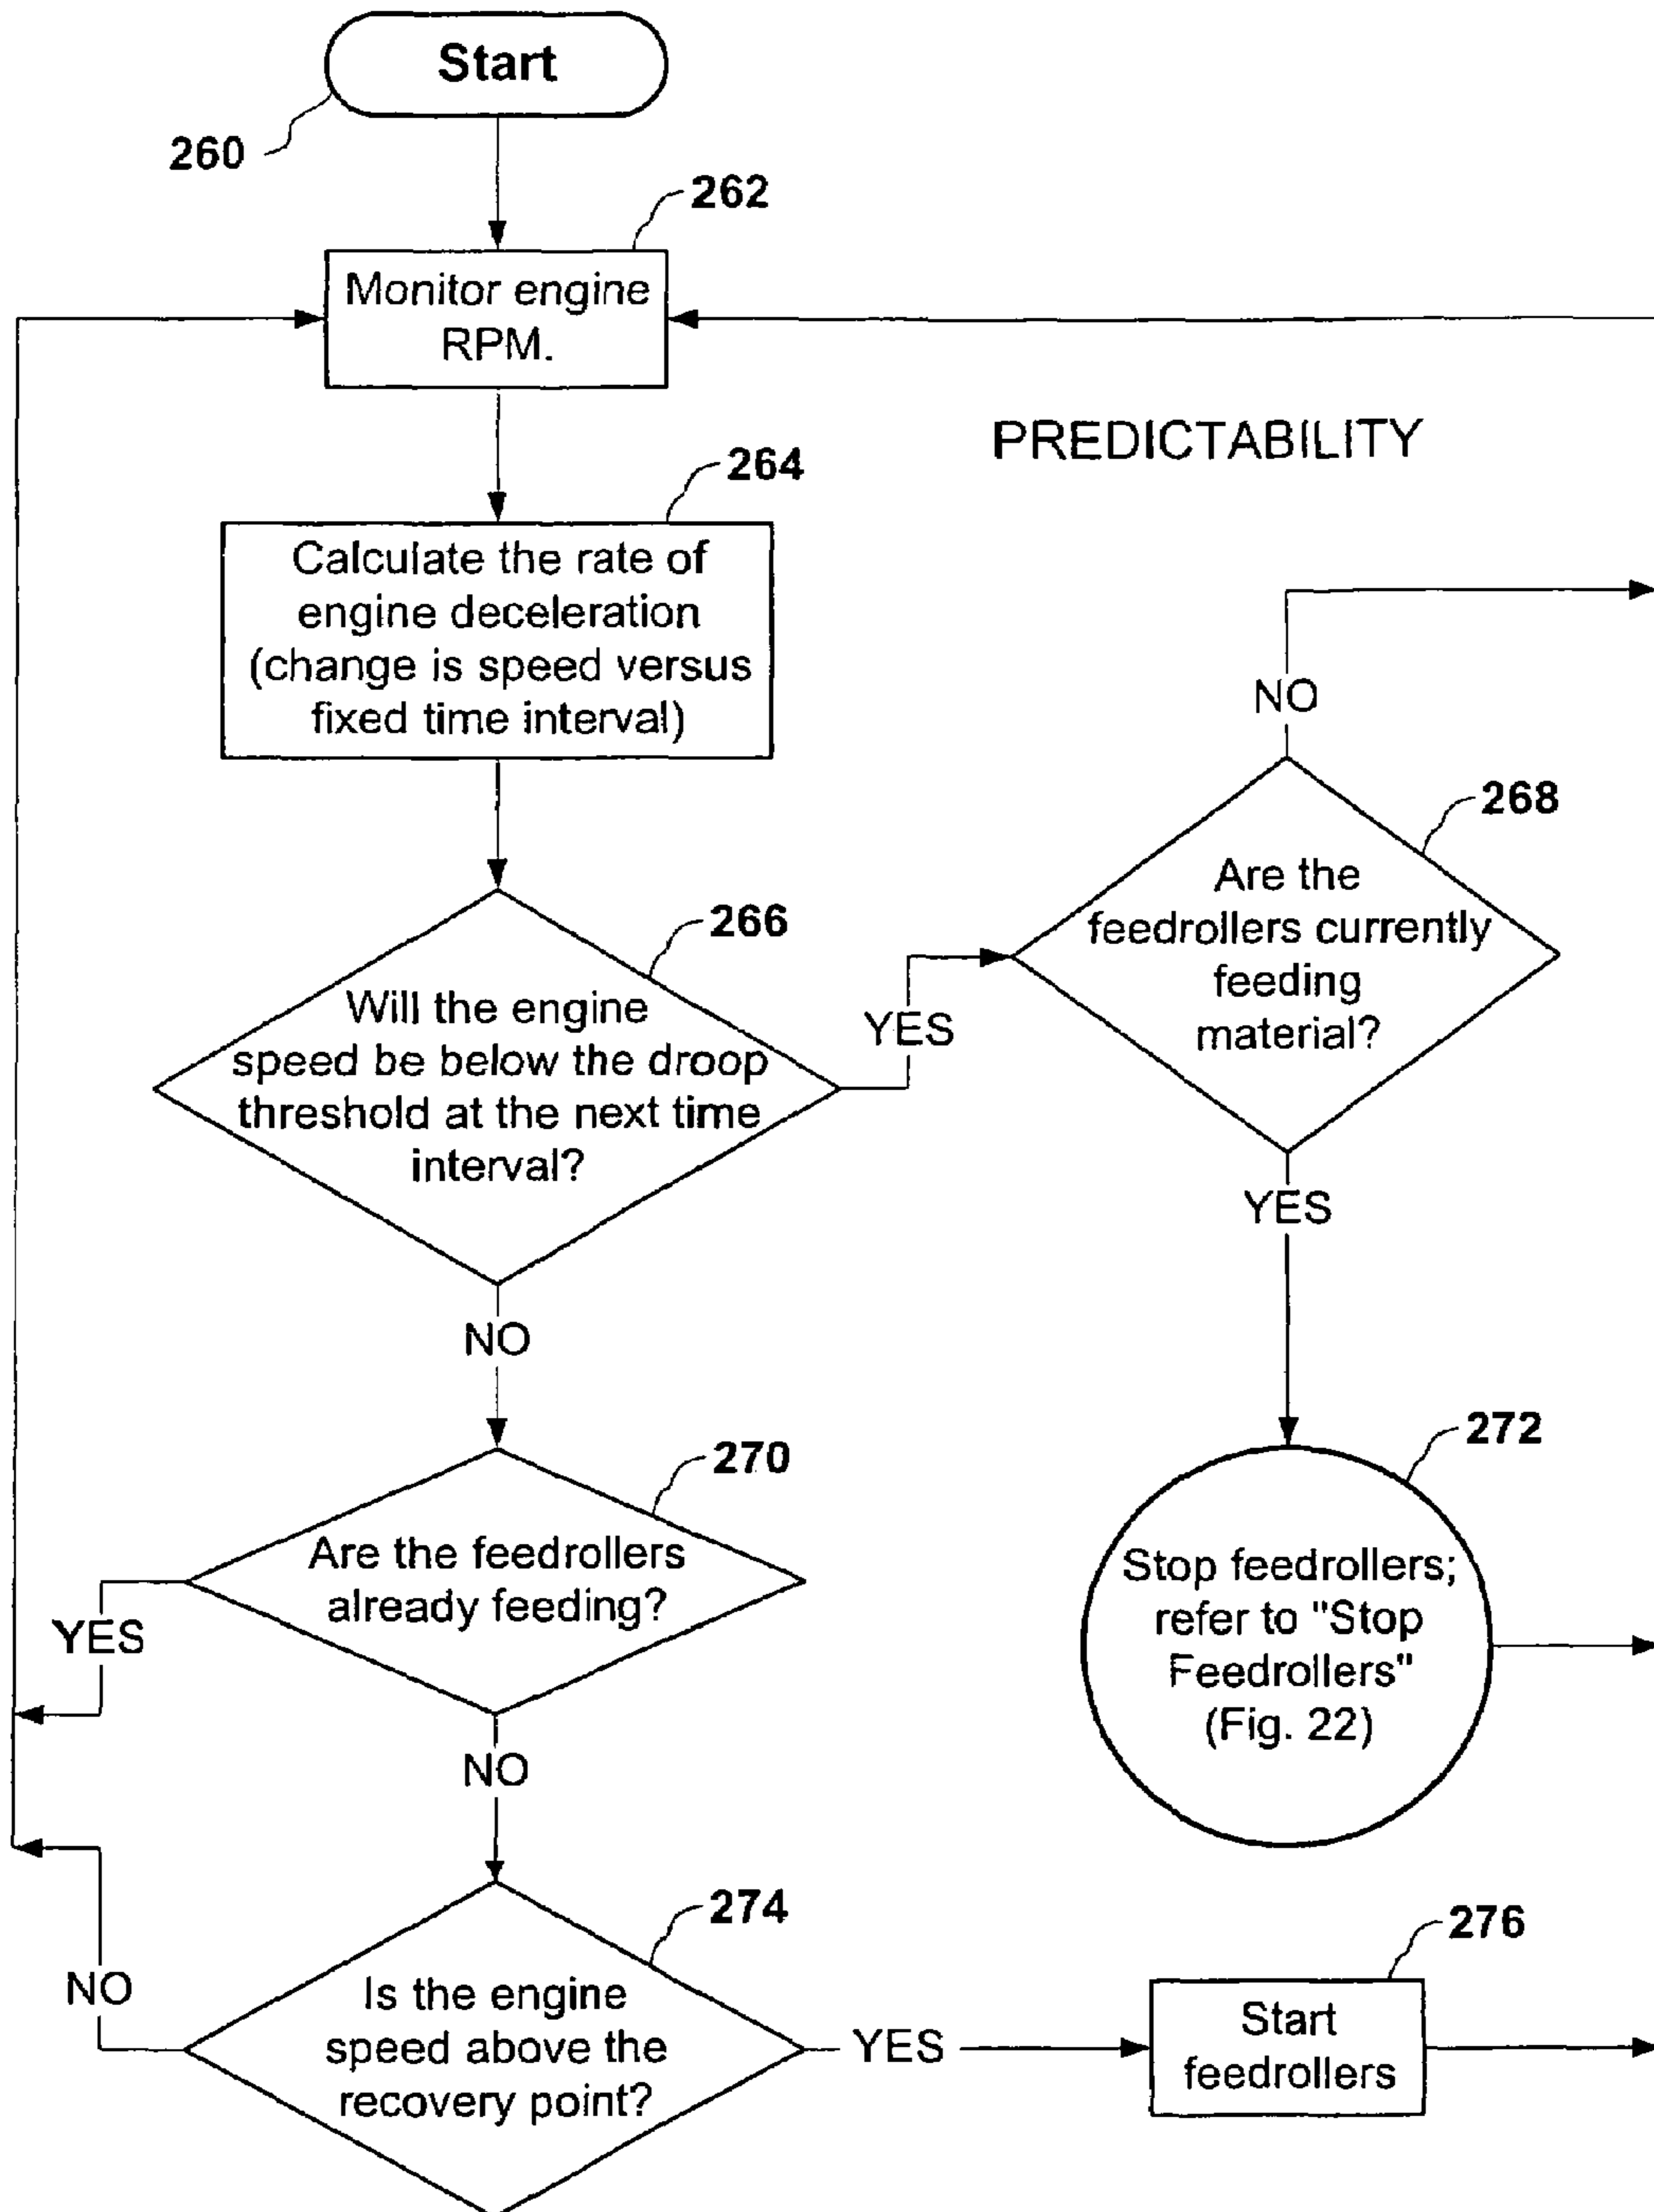 Start
260
262
Monitor engine
RPM.
PREDICTABILITY
264
Calculate the rate of
engine deceleration
(change is speed versus
fixed time interval)
NO
268
Are the
feedrollers currently
feeding
material?
266
Will the engine
speed be below the droop
threshold at the next time
interval?
YES
YES
NO
272
Stop feedrollers;
refer to "Stop
Feedrollers"
(Fig. 22)
270
Are the feedrollers
already feeding?
YES
NO
274
Is the engine
speed above the
recovery point?
NO
YES
276
Start
feedrollers